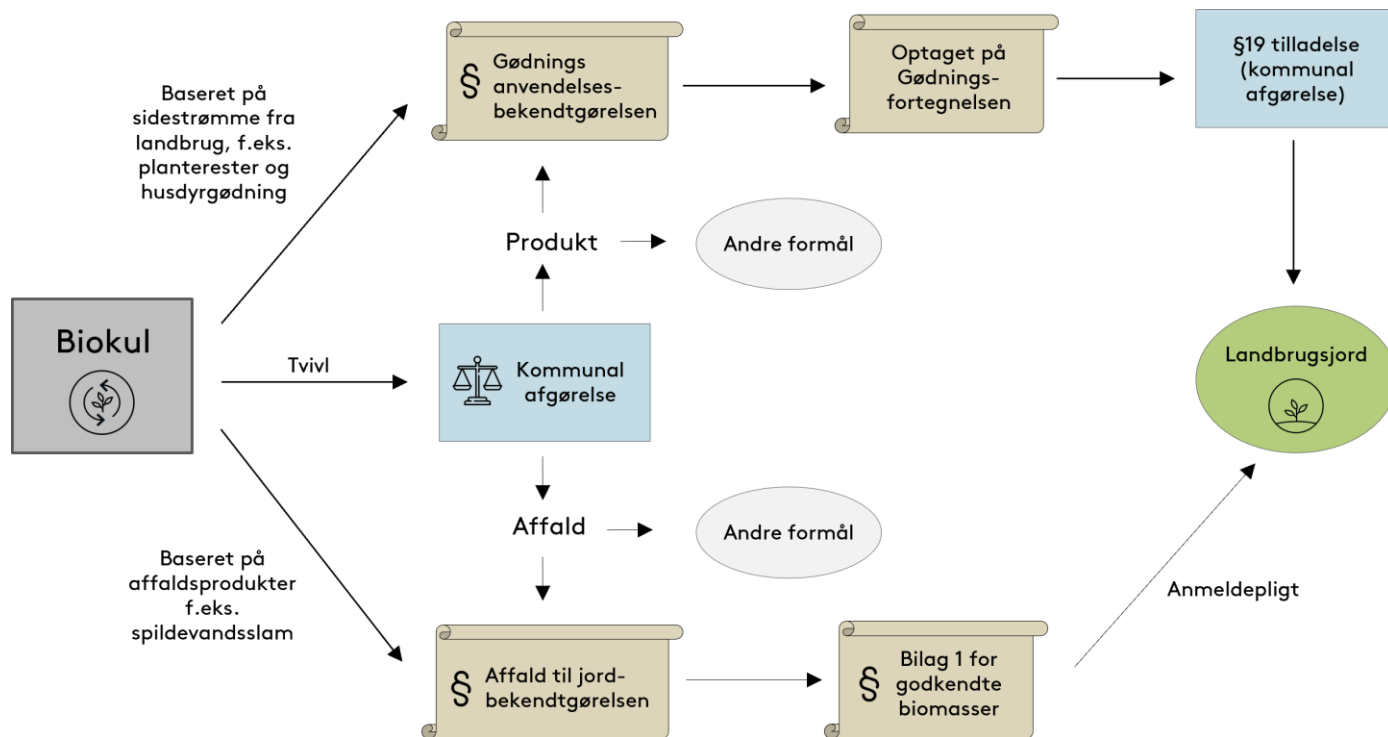 Baseret på
sidestrømme fra
landbrug, f.eks.
planterester og
husdyrgødning
§ Gødnings
anvendelses-
bekendtgørelsen
Optaget på
Gødnings-
fortegnelsen
§19 tilladelse
(kommunal
afgørelse)
Produkt
Andre formål
Biokul
Tvivl
Kommunal
afgørelse
Landbrugsjord
Affald
Andre formål
Baseret på
affaldsprodukter
f.eks.
spildevandsslam
Anmeldepligt
§ Affald til jord-
bekendtgørelsen
§ Bilag 1 for
godkendte
biomasser